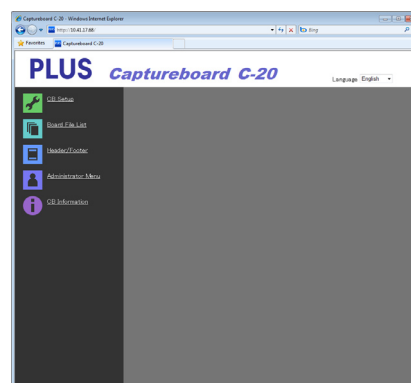 Captureboard C-20 - Windows Internet Explorer
http://10.41.17.88/
Bing
Favorites Captureboard C-20
PLUS Captureboard C-20
Language English
CB Setup
Board File List
Header/Footer
Administrator Menu
CB Information